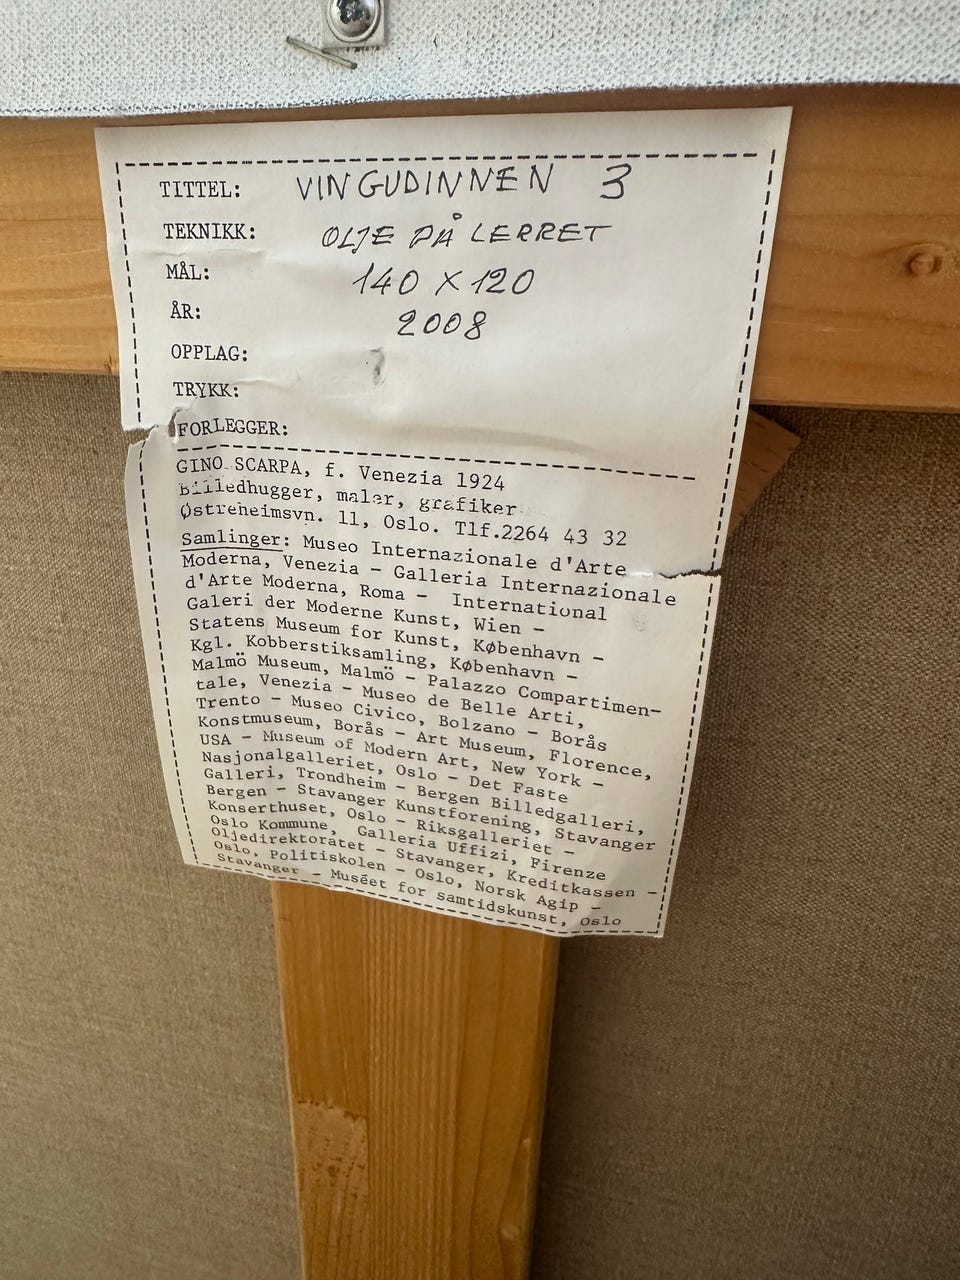 TITTEL: VINGUDINNEN 3
TEKNIKK: OLJE PÅ LERRET
MÅL: 140 X 120
ÅR: 2008
OPPLAG:
TRYKK:
FORLEGGER:
GINO SCARPA, f. Venezia 1924
Billedhugger, maler, grafiker
Østreheimsvn. 11, Oslo. Tlf.2264 43 32
Samlinger: Museo Internazionale d'Arte
Moderna, Venezia - Galleria Internazionale
d'Arte Moderna, Roma - International
Galeri der Moderne Kunst, Wien -
Statens Museum for Kunst, København -
Kgl. Kobberstiksamling, København -
Malmö Museum, Malmö - Palazzo Compartimen-
tale, Venezia - Museo de Belle Arti,
Trento - Museo Civico, Bolzano - Borås
Konstmuseum, Borås - Art Museum, Florence,
USA - Museum of Modern Art, New York -
Nasjonalgalleriet, Oslo - Det Faste
Galleri, Trondheim - Bergen Billedgalleri,
Bergen - Stavanger Kunstforening, Stavanger
Konserthuset, Oslo - Riksgalleriet -
Oslo Kommune, Galleria Uffizi, Firenze
Oljedirektoratet - Stavanger, Kreditkassen -
Oslo, Politiskolen - Oslo, Norsk Agip -
Stavanger - Muséet for samtidskunst, Oslo